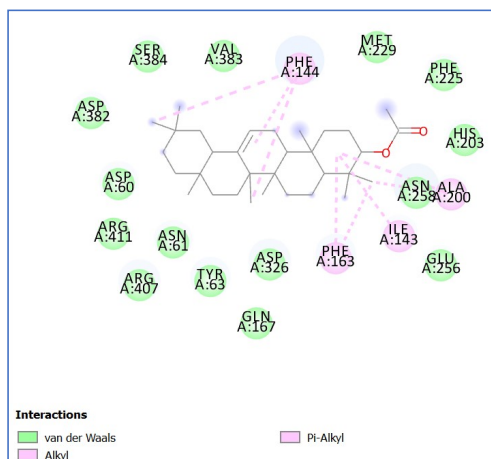 SER
A:384
VAL
A:383
PHE
A:144
MET
A:229
PHE
A:225
ASP
A:382
HIS
A:203
O
O
ASP
A:60
ASN
A:258
ALA
A:200
ARG
A:411
ASN
A:61
ILE
A:143
PHE
A:163
ASP
A:326
GLU
A:256
ARG
A:407
TYR
A:63
GLN
A:167
Interactions
van der Waals
Pi-Alkyl
Alkyl